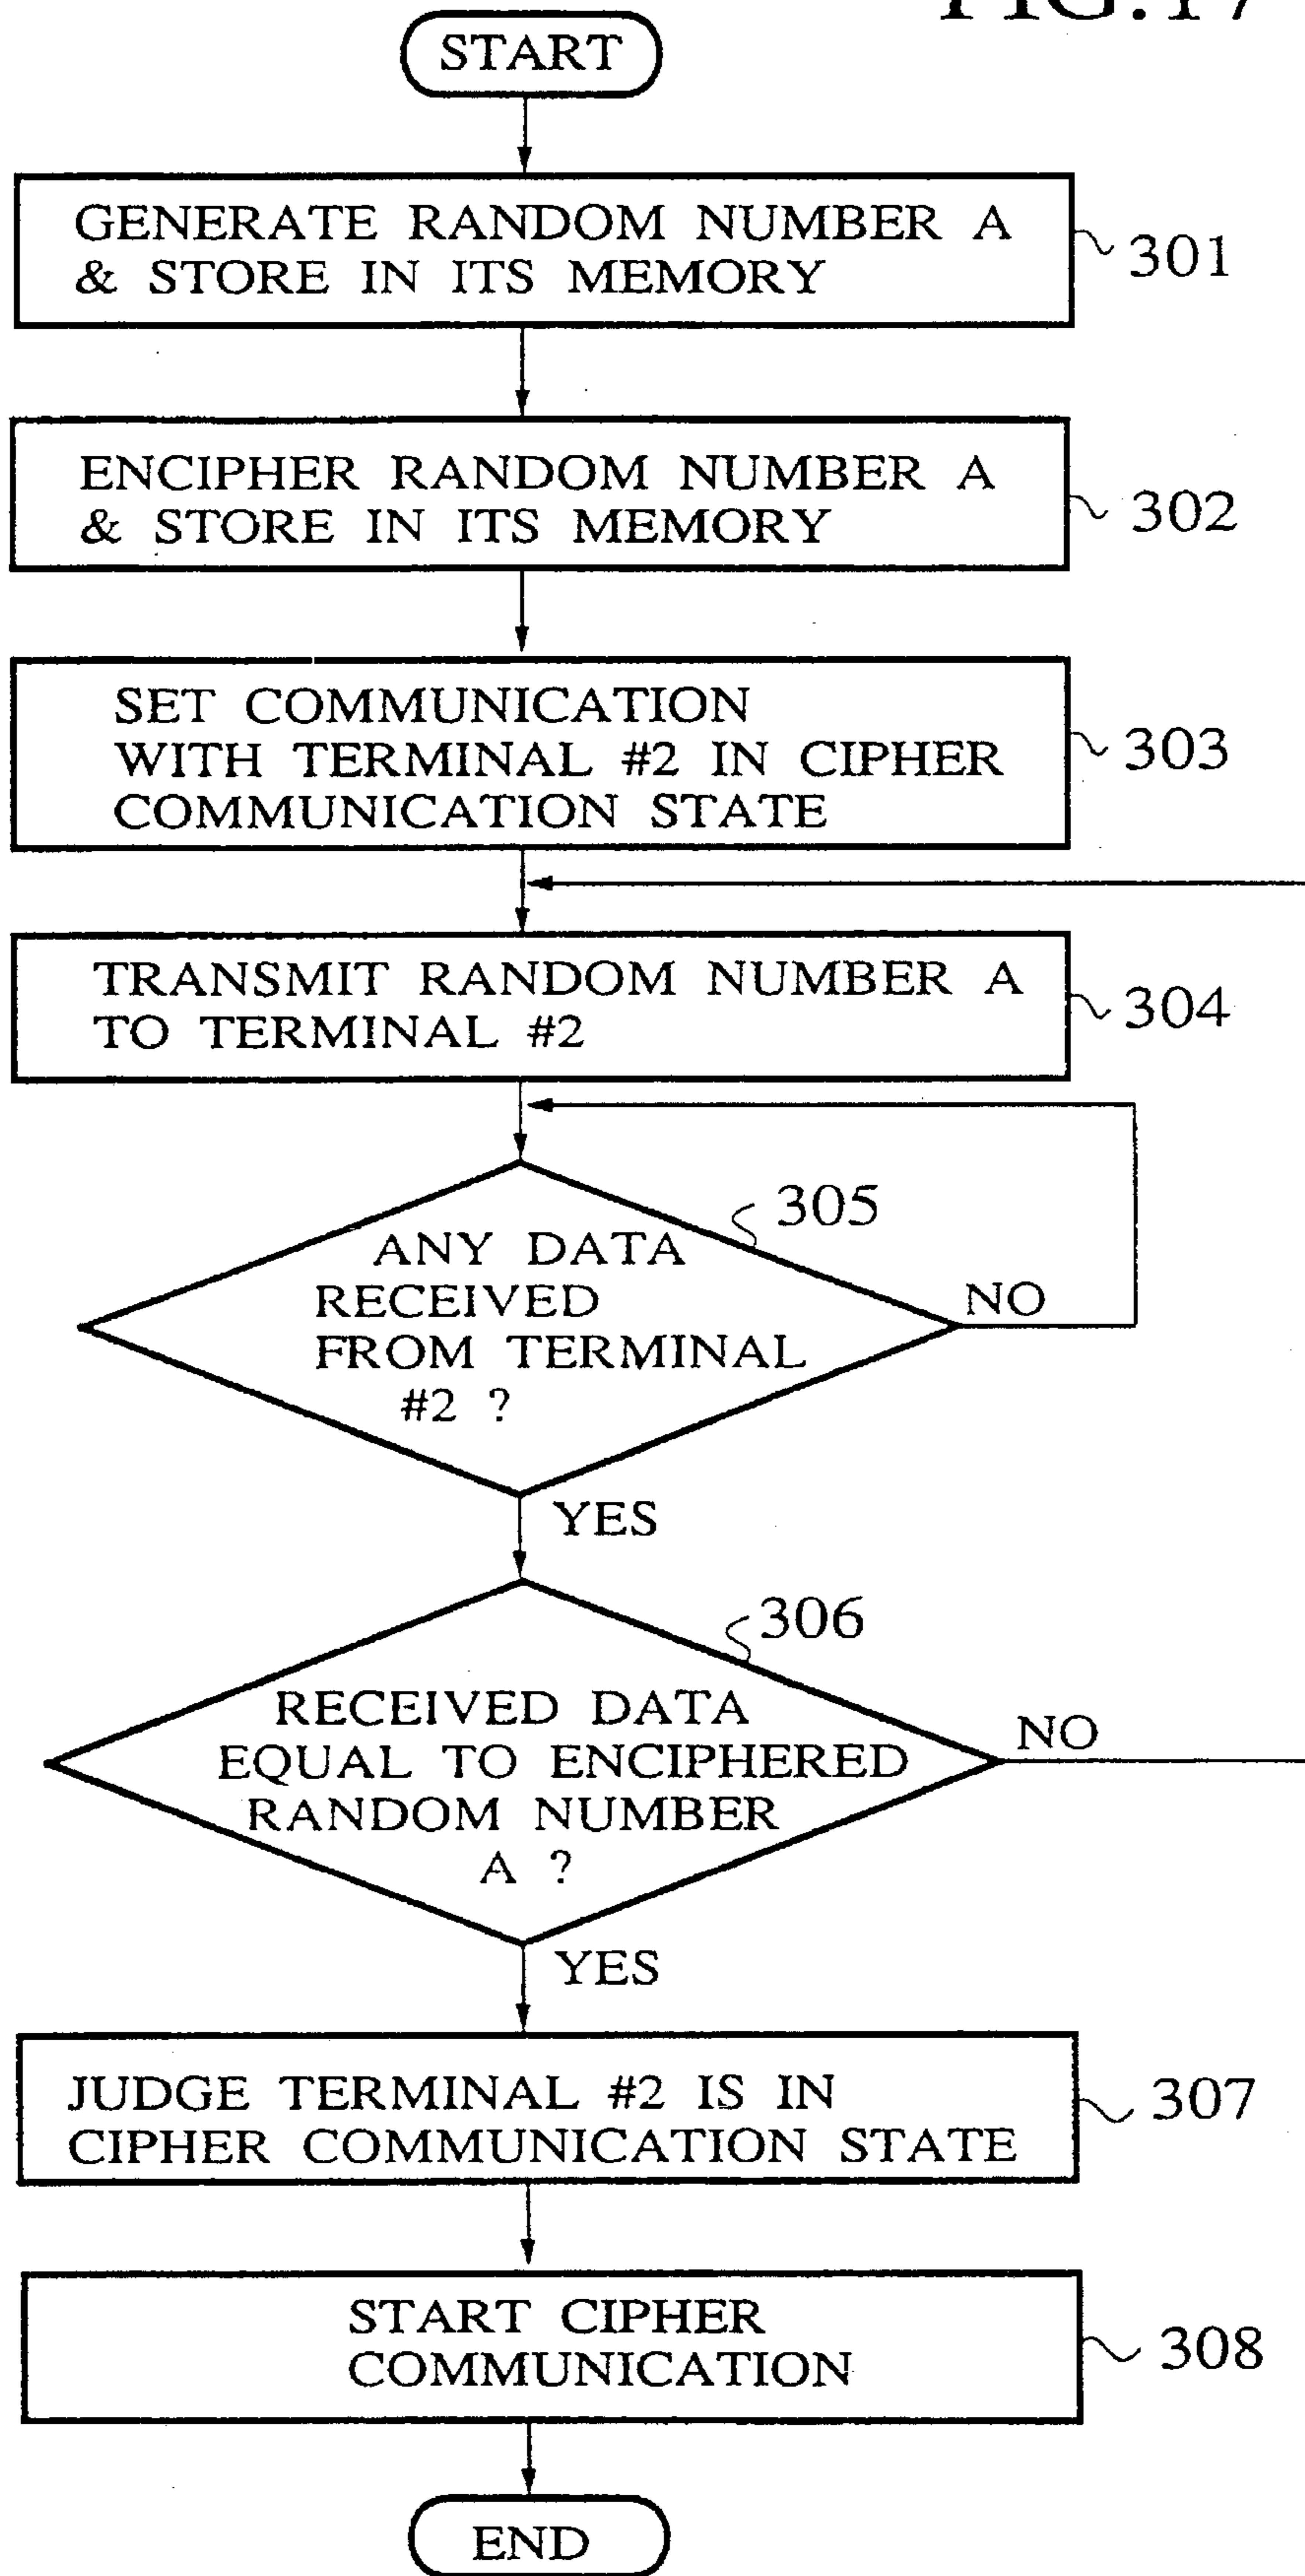 FIG.17
START
GENERATE RANDOM NUMBER A
& STORE IN ITS MEMORY
301
ENCIPHER RANDOM NUMBER A
& STORE IN ITS MEMORY
302
SET COMMUNICATION
WITH TERMINAL #2 IN CIPHER
COMMUNICATION STATE
303
TRANSMIT RANDOM NUMBER A
TO TERMINAL #2
304
305
ANY DATA
RECEIVED
FROM TERMINAL
#2 ?
NO
YES
306
RECEIVED DATA
EQUAL TO ENCIPHERED
RANDOM NUMBER
A ?
NO
YES
JUDGE TERMINAL #2 IS IN
CIPHER COMMUNICATION STATE
307
START CIPHER
COMMUNICATION
308
END